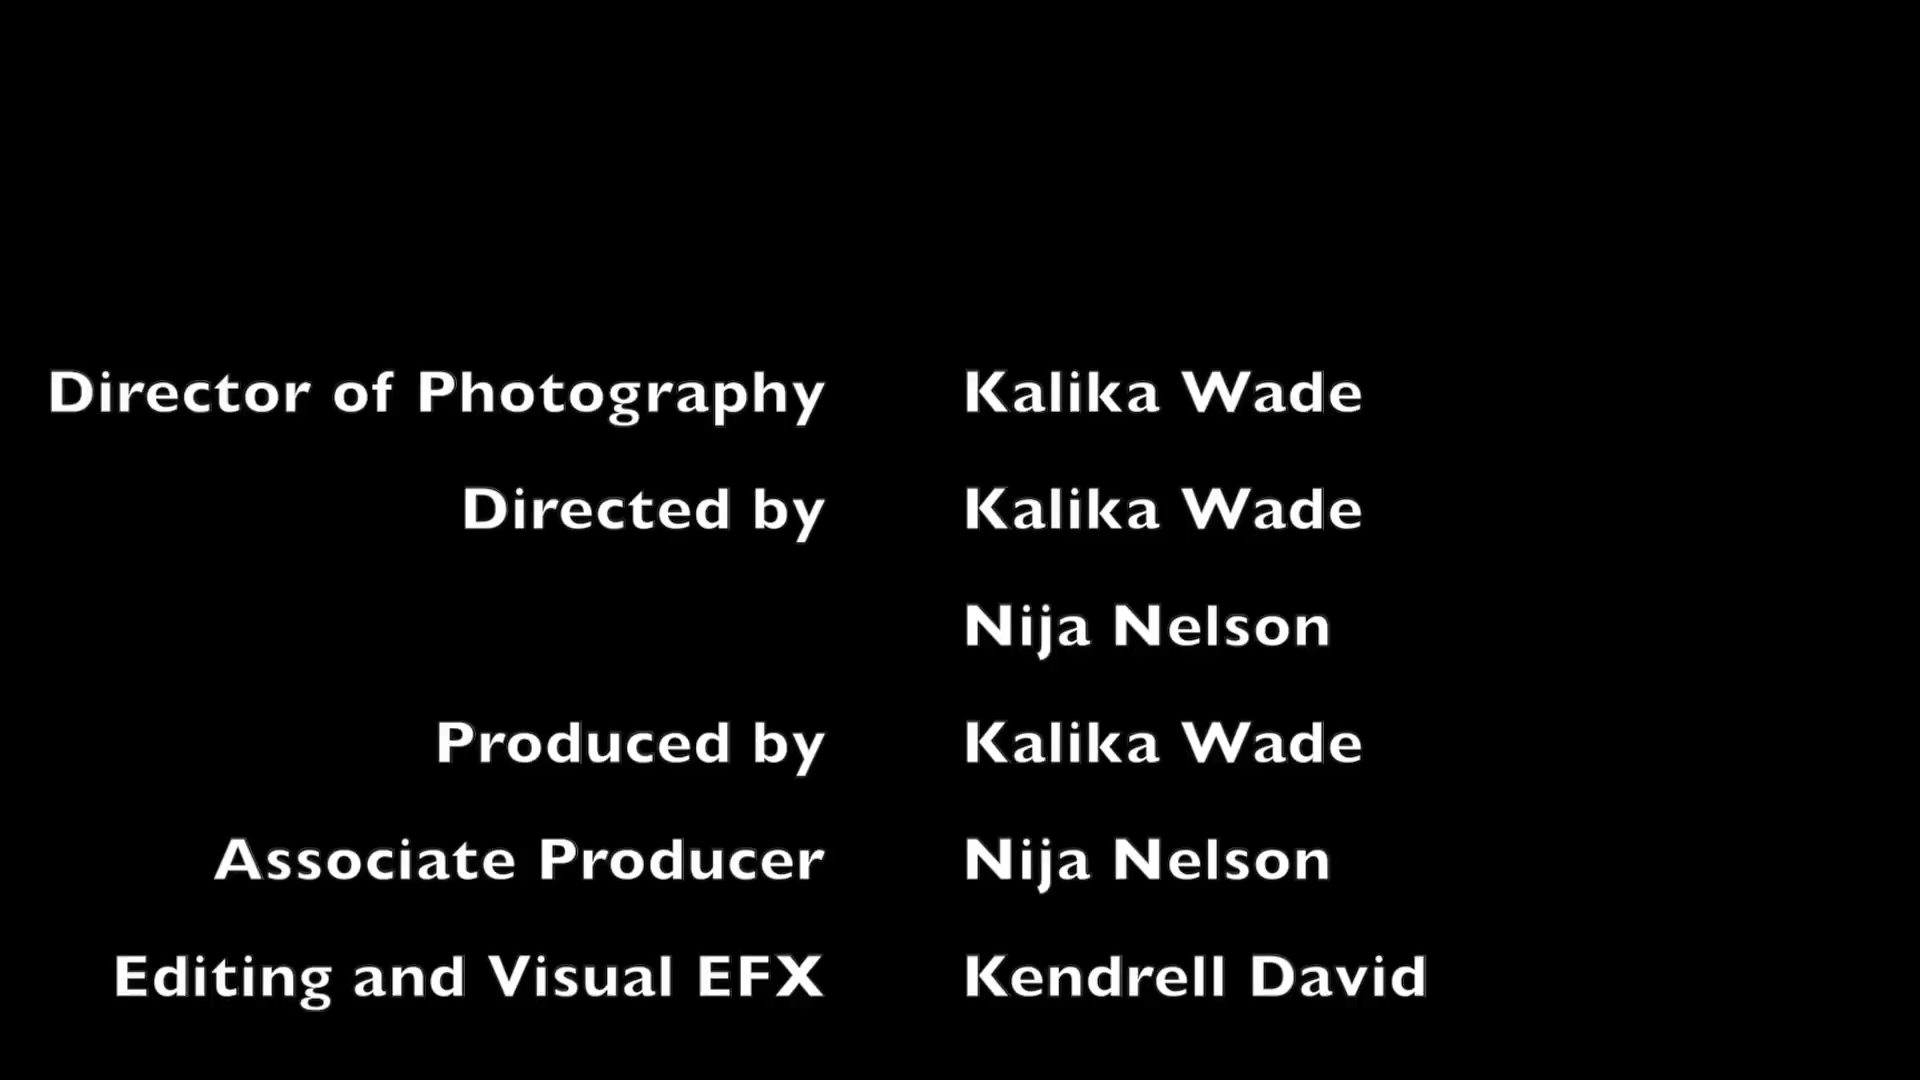 Director of Photography Kalika Wade
Directed by Kalika Wade
Nija Nelson
Produced by Kalika Wade
Associate Producer Nija Nelson
Editing and Visual EFX Kendrell David